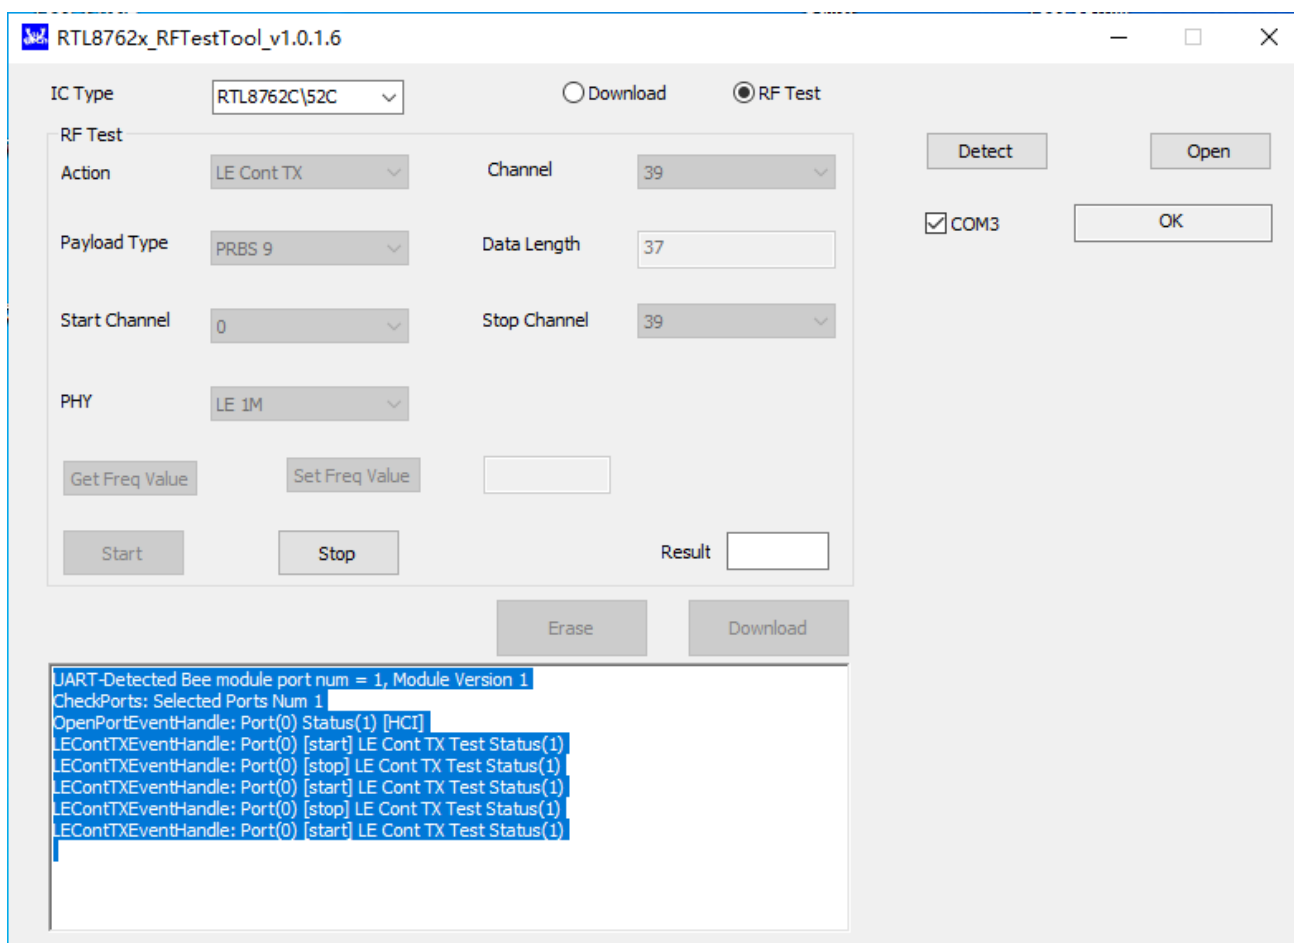 RTL8762x_RFTestTool_v1.0.1.6
IC Type RTL8762C\52C Download RF Test
RF Test
Detect Open
Action LE Cont TX Channel 39
COM3 OK
Payload Type PRBS 9 Data Length 37
Start Channel 0 Stop Channel 39
PHY LE 1M
Get Freq Value Set Freq Value
Start Stop Result
Erase Download
UART-Detected Bee module port num = 1, Module Version 1
CheckPorts: Selected Ports Num 1
OpenPortEventHandle: Port(0) Status(1) [HCI]
LEContTXEventHandle: Port(0) [start] LE Cont TX Test Status(1)
LEContTXEventHandle: Port(0) [stop] LE Cont TX Test Status(1)
LEContTXEventHandle: Port(0) [start] LE Cont TX Test Status(1)
LEContTXEventHandle: Port(0) [stop] LE Cont TX Test Status(1)
LEContTXEventHandle: Port(0) [start] LE Cont TX Test Status(1)